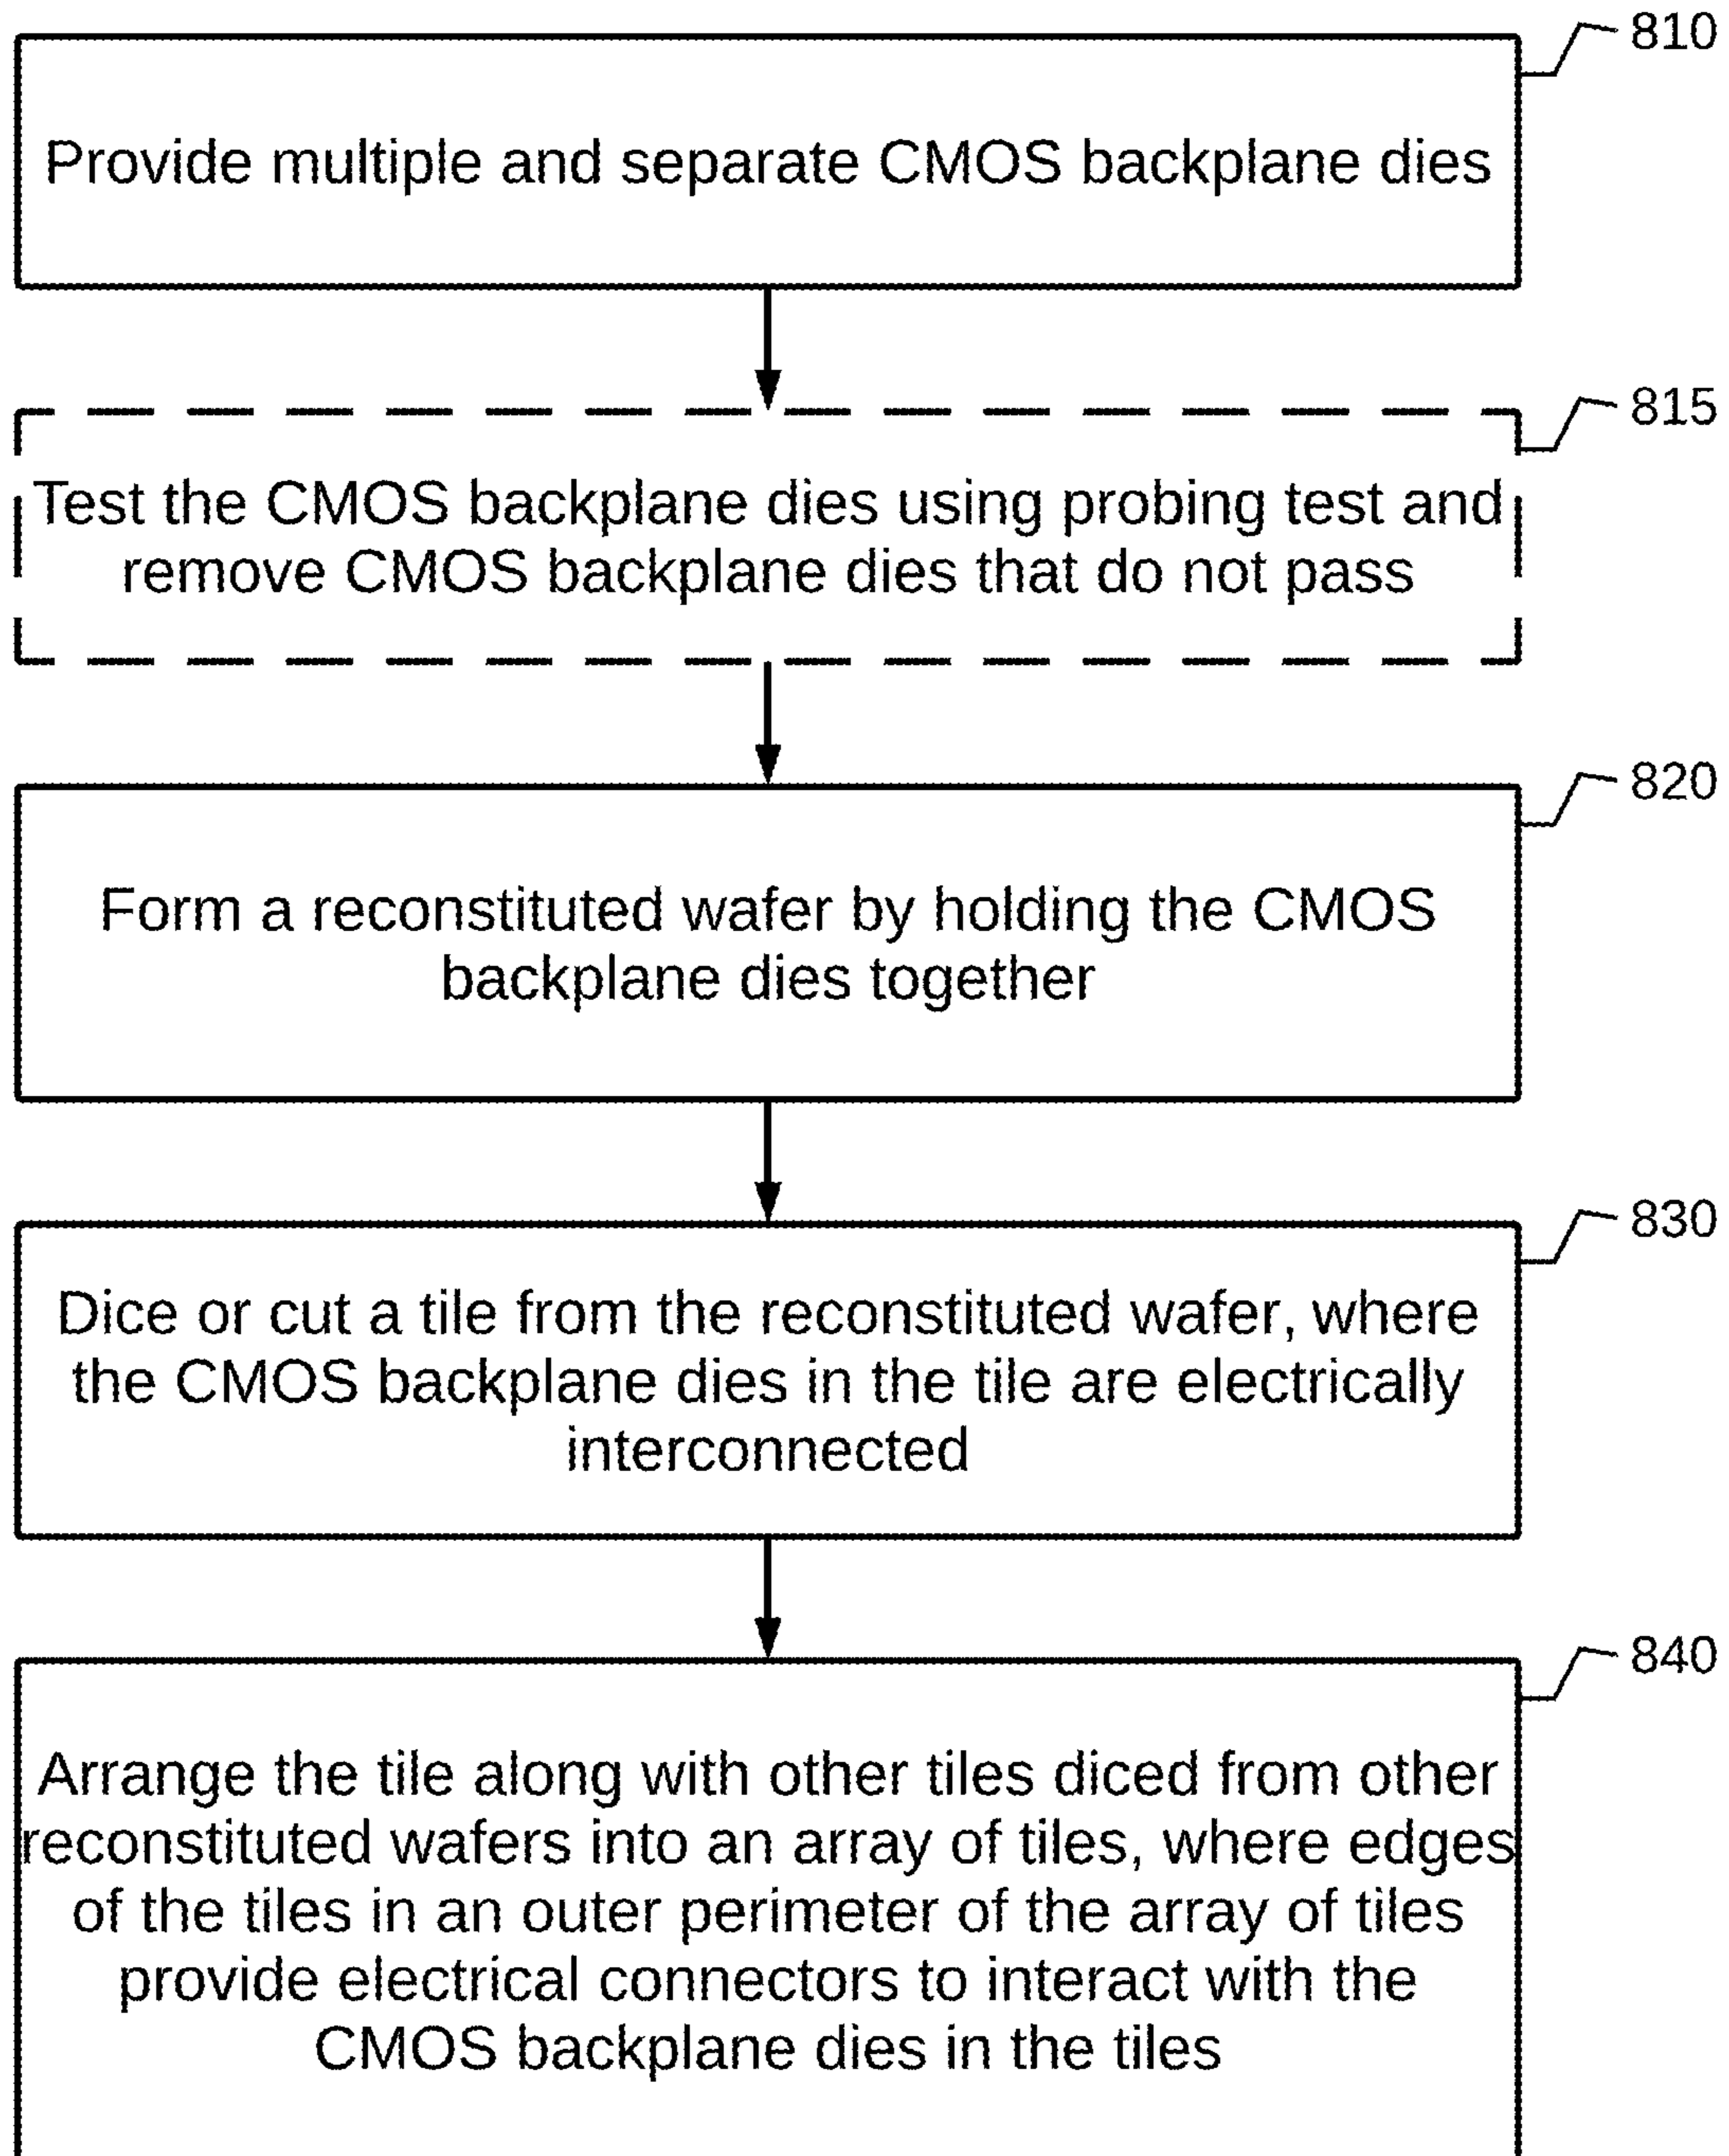 810
Provide multiple and separate CMOS backplane dies
815
Test the CMOS backplane dies using probing test and
remove CMOS backplane dies that do not pass
820
Form a reconstituted wafer by holding the CMOS
backplane dies together
830
Dice or cut a tile from the reconstituted wafer, where
the CMOS backplane dies in the tile are electrically
interconnected
840
Arrange the tile along with other tiles diced from other
reconstituted wafers into an array of tiles, where edges
of the tiles in an outer perimeter of the array of tiles
provide electrical connectors to interact with the
CMOS backplane dies in the tiles